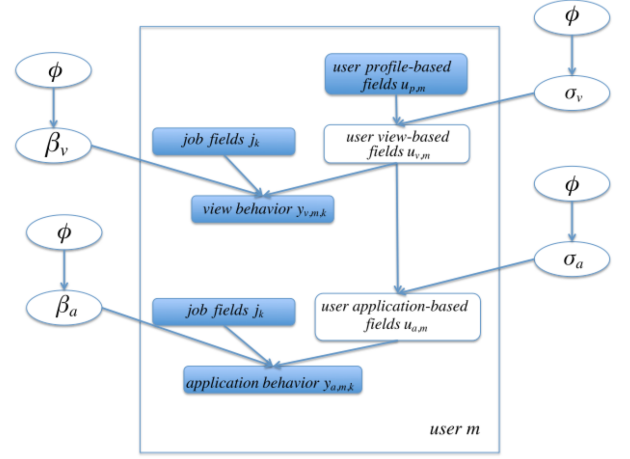 ϕ
user profile-based
fields u_{p,m}
σ_v
ϕ
β_v
job fields j_k
user view-based
fields u_{v,m}
view behavior y_{v,m,k}
ϕ
σ_a
ϕ
β_a
job fields j_k
user application-based
fields u_{a,m}
application behavior y_{a,m,k}
user m